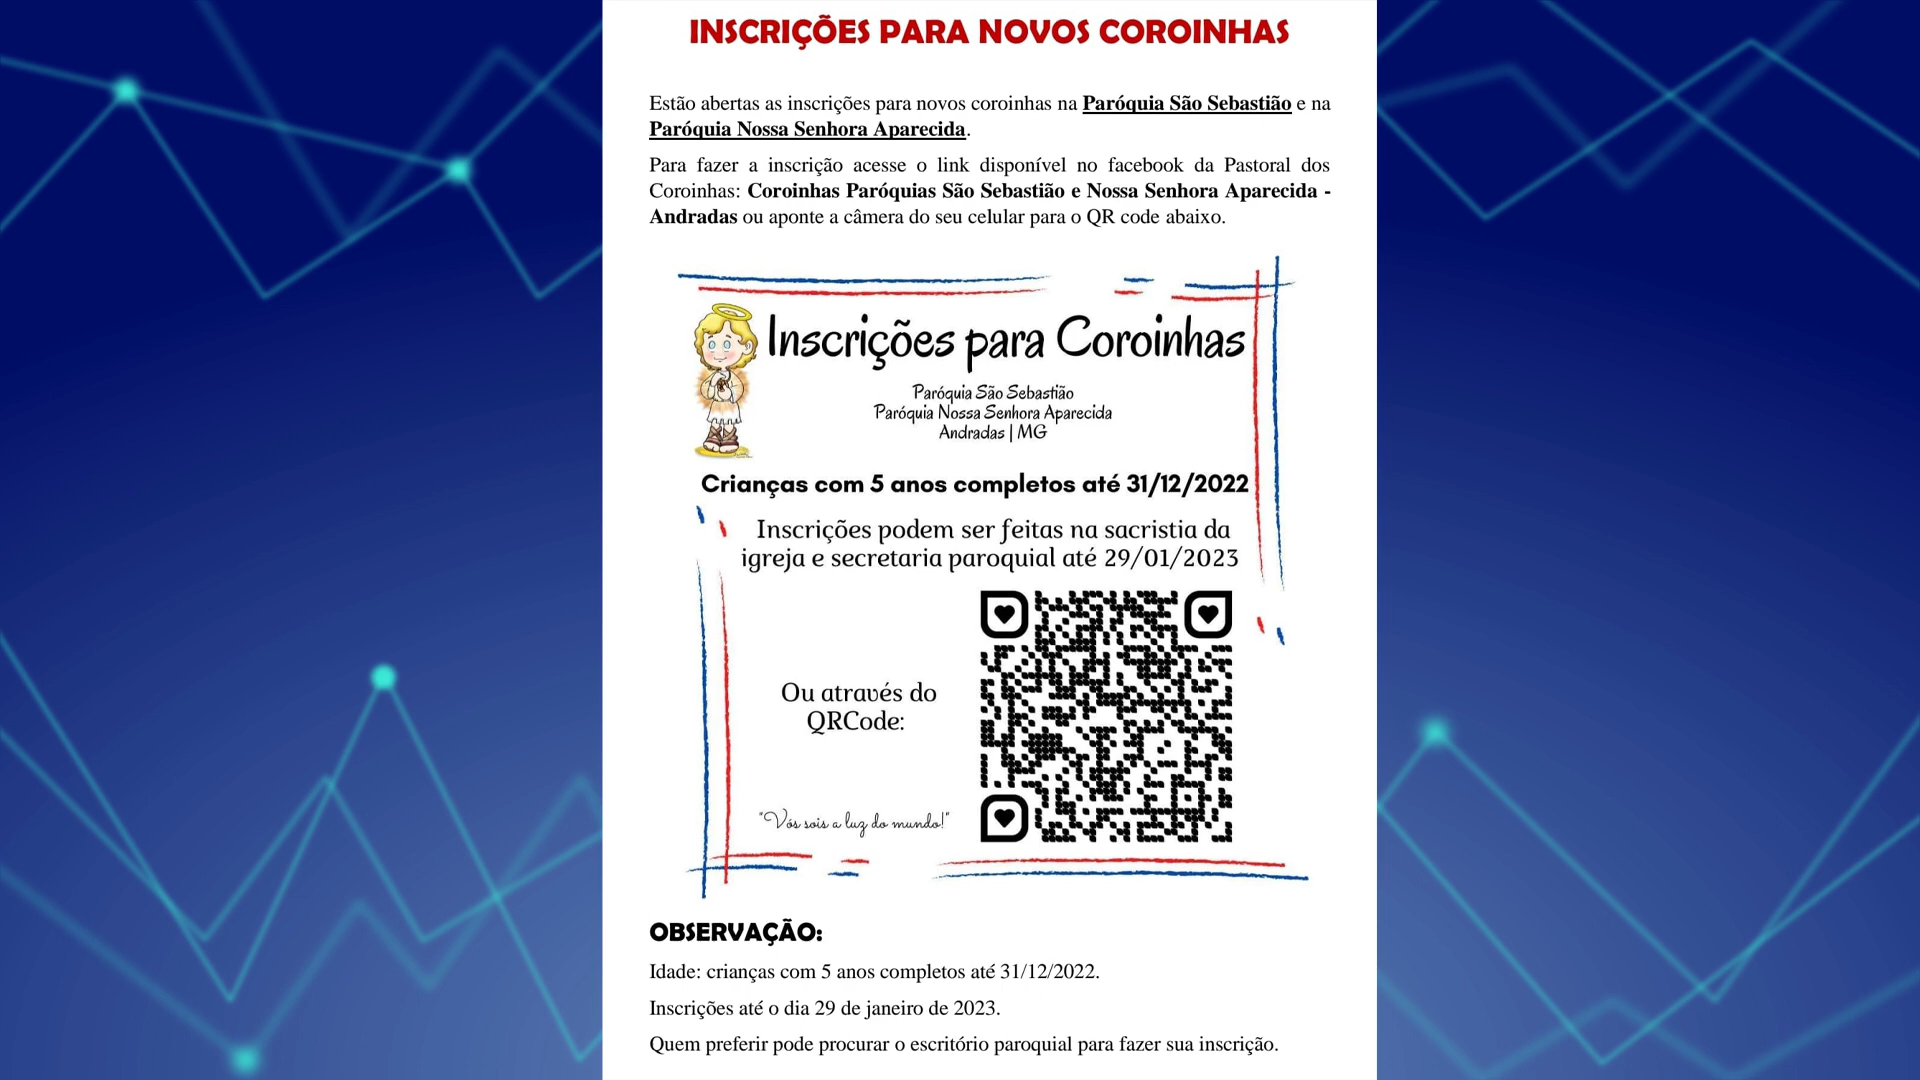 INSCRIÇÕES PARA NOVOS COROINHAS
Estão abertas as inscrições para novos coroinhas na Paróquia São Sebastião e na
Paróquia Nossa Senhora Aparecida.
Para fazer a inscrição acesse o link disponível no facebook da Pastoral dos
Coroinhas: Coroinhas Paróquias São Sebastião e Nossa Senhora Aparecida -
Andradas ou aponte a câmera do seu celular para o QR code abaixo.
Inscrições para Coroinhas
Paróquia São Sebastião
Paróquia Nossa Senhora Aparecida
Andradas | MG
Crianças com 5 anos completos até 31/12/2022
Inscrições podem ser feitas na sacristia da
igreja e secretaria paroquial até 29/01/2023
Ou através do
QRCode:
"Vós sois a luz do mundo!"
OBSERVAÇÃO:
Idade: crianças com 5 anos completos até 31/12/2022.
Inscrições até o dia 29 de janeiro de 2023.
Quem preferir pode procurar o escritório paroquial para fazer sua inscrição.